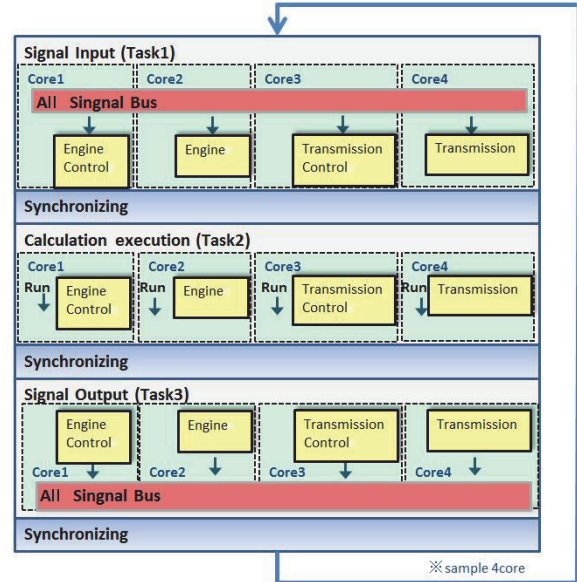 Signal Input (Task1)
Core1 Core2 Core3 Core4
All Singnal Bus
Engine Control
Engine
Transmission Control
Transmission
Synchronizing
Calculation execution (Task2)
Core1 Core2 Core3 Core4
Run Engine Control
Run Engine
Run Transmission Control
Run Transmission
Synchronizing
Signal Output (Task3)
Engine Control
Engine
Transmission Control
Transmission
Core1 Core2 Core3 Core4
All Singnal Bus
Synchronizing
※sample 4core